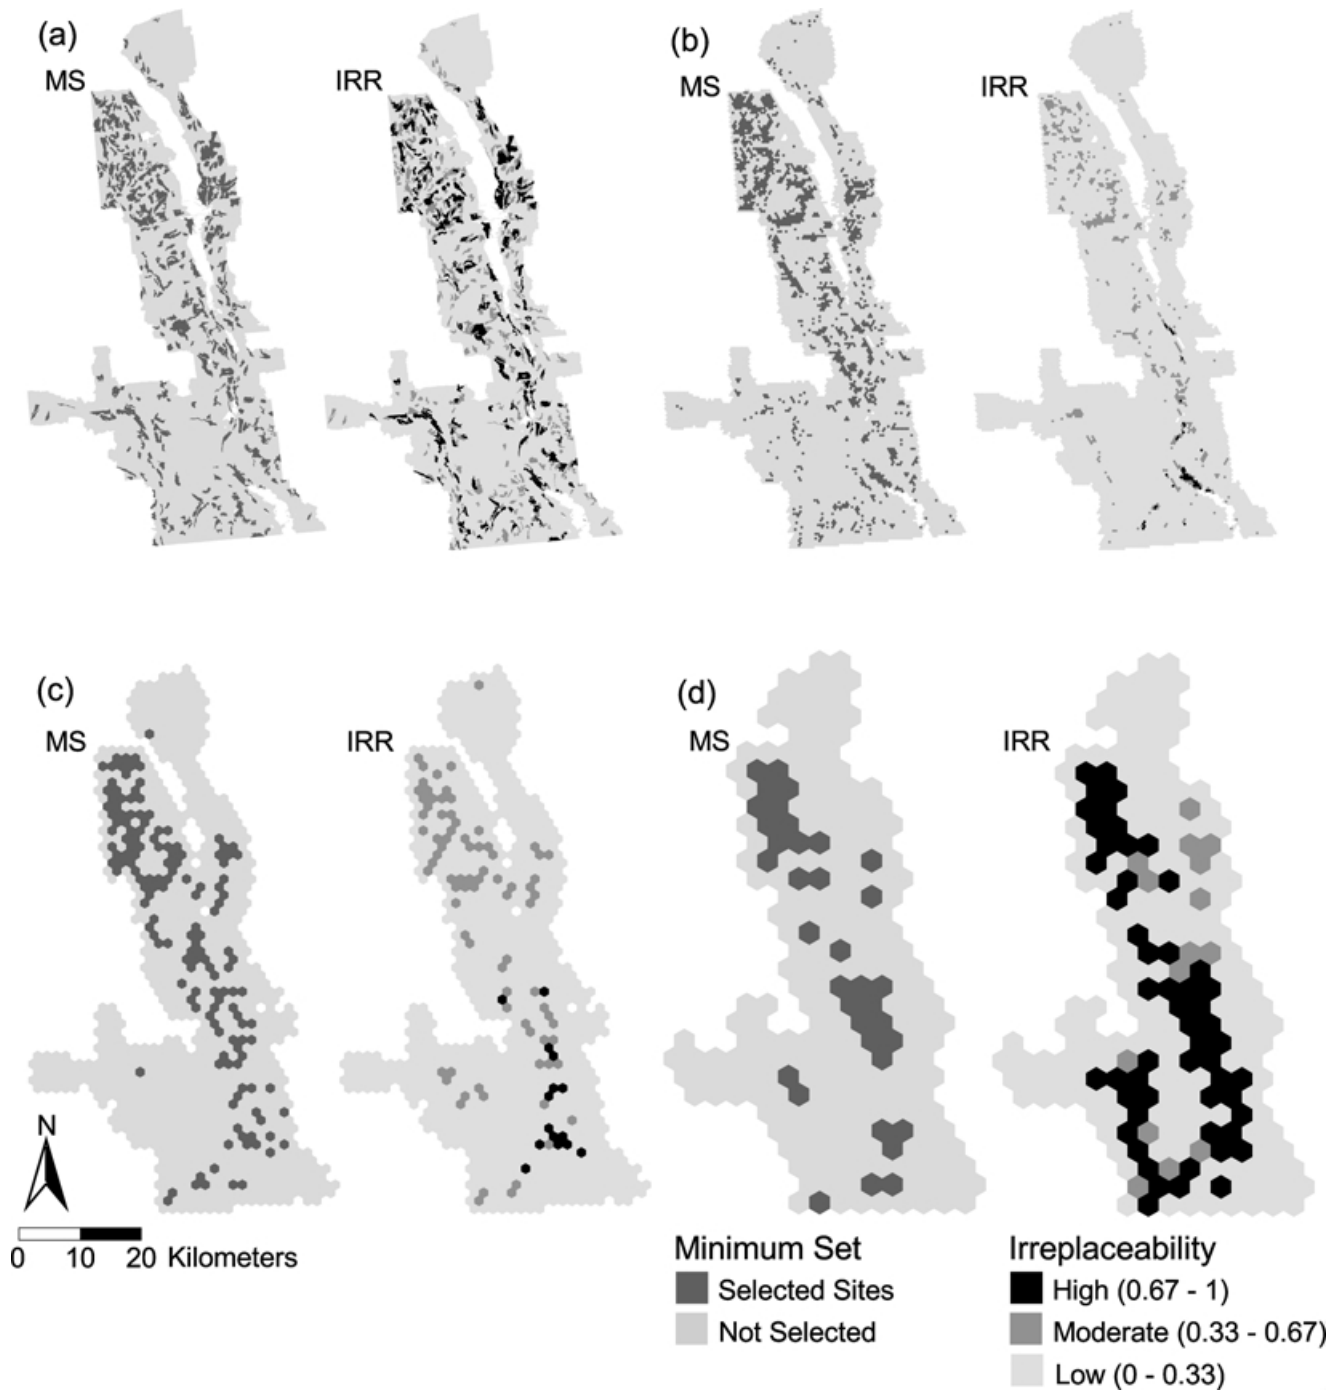 (a)
MS
IRR
(b)
MS
IRR
(c)
MS
IRR
(d)
MS
IRR
N
0 10 20 Kilometers
Minimum Set
Selected Sites
Not Selected
Irreplaceability
High (0.67 - 1)
Moderate (0.33 - 0.67)
Low (0 - 0.33)